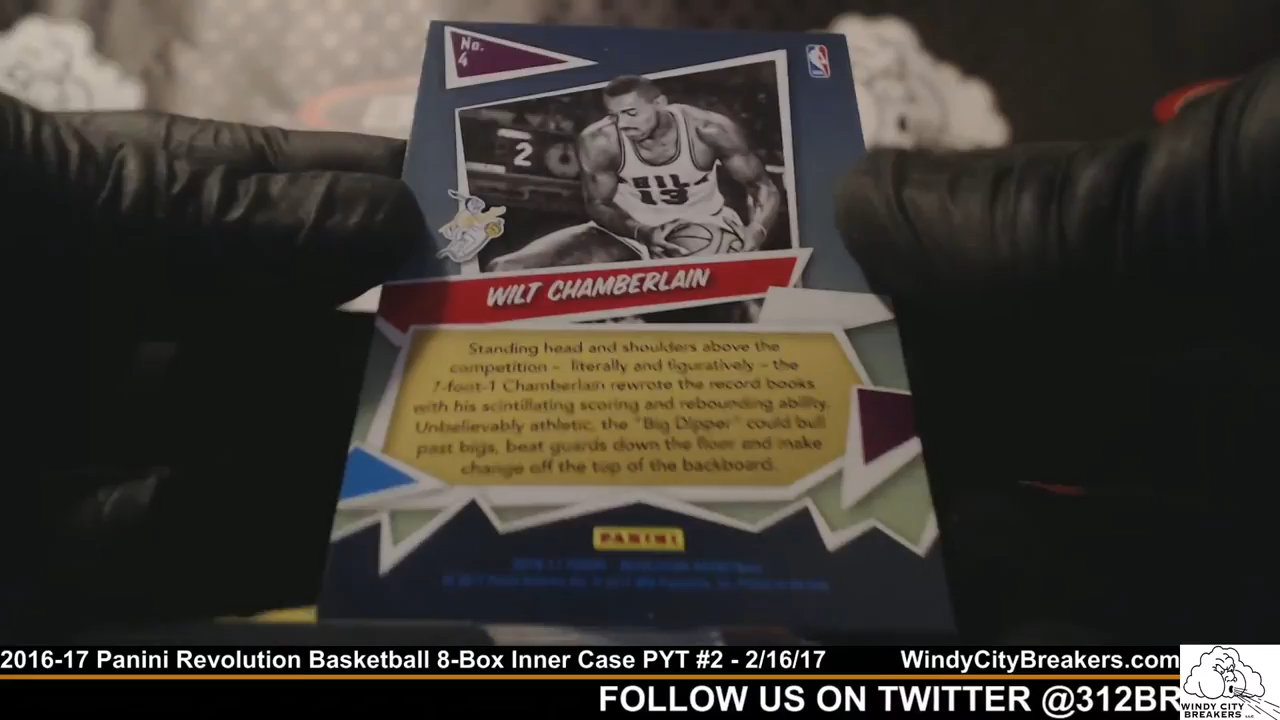 No.
4
2
PHIL
13
WILT CHAMBERLAIN
Standing head and shoulders above the
competition – literally and figuratively – the
7-foot-1 Chamberlain rewrote the record books
with his scintillating scoring and rebounding ability.
Unbelievably athletic, the "Big Dipper" could bull
past bigs, beat guards down the floor and make
change off the top of the backboard.
PANINI
2016-17 Panini Revolution Basketball 8-Box Inner Case PYT #2 - 2/16/17 WindyCityBreakers.com
FOLLOW US ON TWITTER @312BR
WINDY CITY
BREAKERS LLC